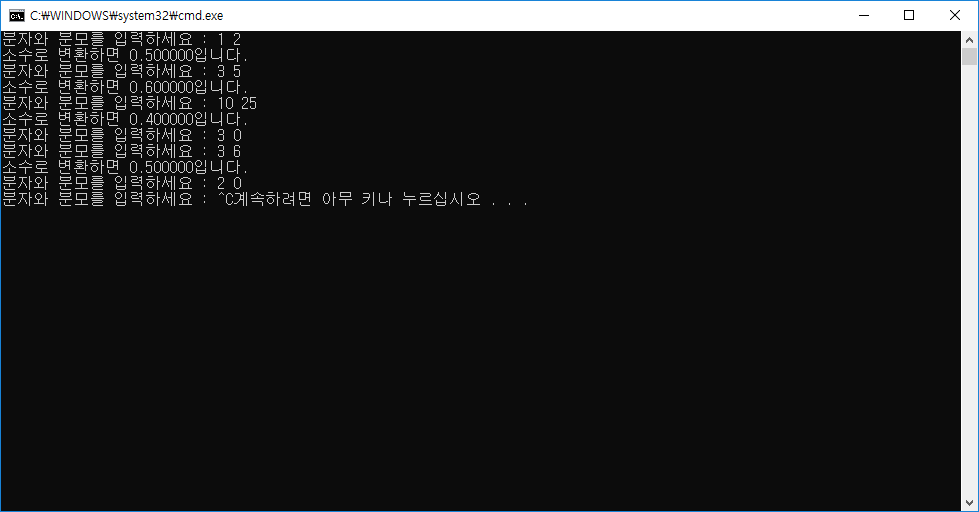 C:₩WINDOWS₩system32₩cmd.exe
분자와 분모를 입력하세요 : 1 2
소수로 변환하면 0.500000입니다.
분자와 분모를 입력하세요 : 3 5
소수로 변환하면 0.600000입니다.
분자와 분모를 입력하세요 : 10 25
소수로 변환하면 0.400000입니다.
분자와 분모를 입력하세요 : 3 0
분자와 분모를 입력하세요 : 3 6
소수로 변환하면 0.500000입니다.
분자와 분모를 입력하세요 : 2 0
분자와 분모를 입력하세요 : ^C계속하려면 아무 키나 누르십시오 . . .